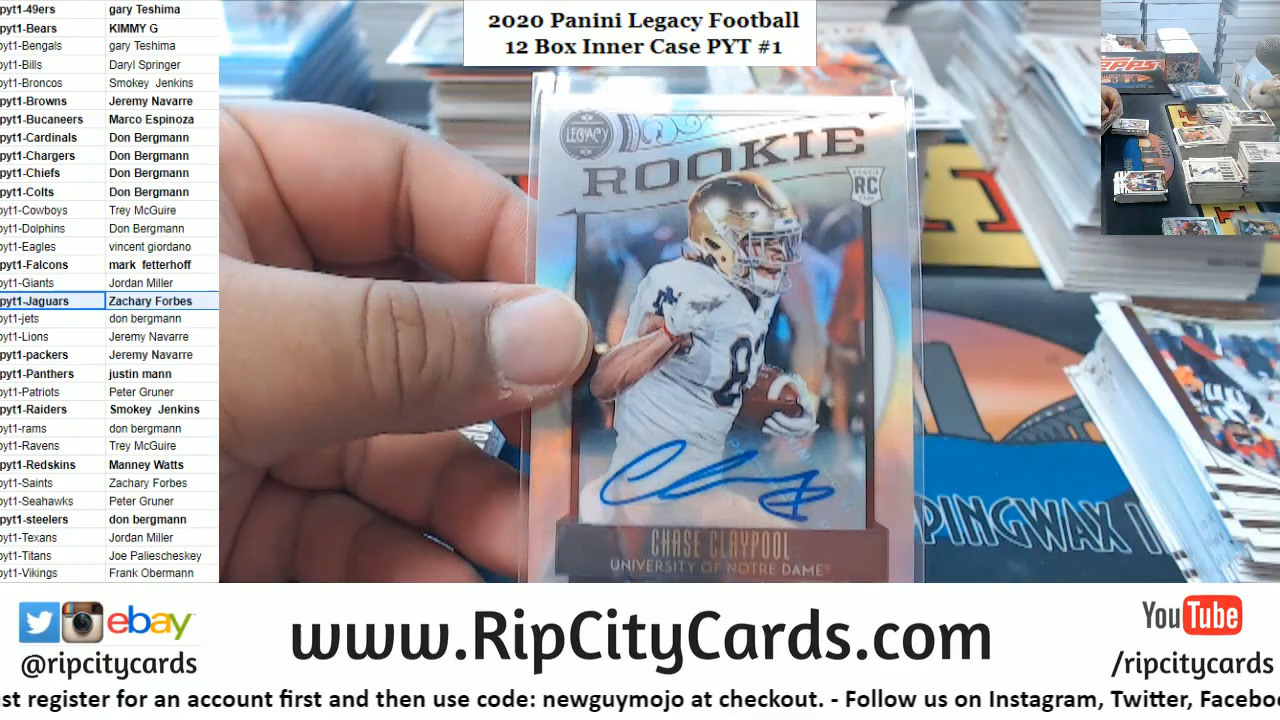 2020 Panini Legacy Football
12 Box Inner Case PYT #1
pyt1-49ers gary Teshima
pyt1-Bears KIMMY G
pyt1-Bengals gary Teshima
pyt1-Bills Daryl Springer
pyt1-Broncos Smokey Jenkins
pyt1-Browns Jeremy Navarre
pyt1-Bucaneers Marco Espinoza
pyt1-Cardinals Don Bergmann
pyt1-Chargers Don Bergmann
pyt1-Chiefs Don Bergmann
pyt1-Colts Don Bergmann
pyt1-Cowboys Trey McGuire
pyt1-Dolphins Don Bergmann
pyt1-Eagles vincent giordano
pyt1-Falcons mark fetterhoff
pyt1-Giants Jordan Miller
pyt1-Jaguars Zachary Forbes
pyt1-jets don bergmann
pyt1-Lions Jeremy Navarre
pyt1-packers Jeremy Navarre
pyt1-Panthers justin mann
pyt1-Patriots Peter Gruner
pyt1-Raiders Smokey Jenkins
pyt1-rams don bergmann
pyt1-Ravens Trey McGuire
pyt1-Redskins Manney Watts
pyt1-Saints Zachary Forbes
pyt1-Seahawks Peter Gruner
pyt1-steelers don bergmann
pyt1-Texans Jordan Miller
pyt1-Titans Joe Paliescheskey
pyt1-Vikings Frank Obermann
LEGACY
ROOKIE
RC
CHASE CLAYPOOL
UNIVERSITY OF NOTRE DAME
PINGWAX
TOPPS
ebay
@ripcitycards
www.RipCityCards.com
YouTube
/ripcitycards
st register for an account first and then use code: newguymojo at checkout. - Follow us on Instagram, Twitter, Facebo